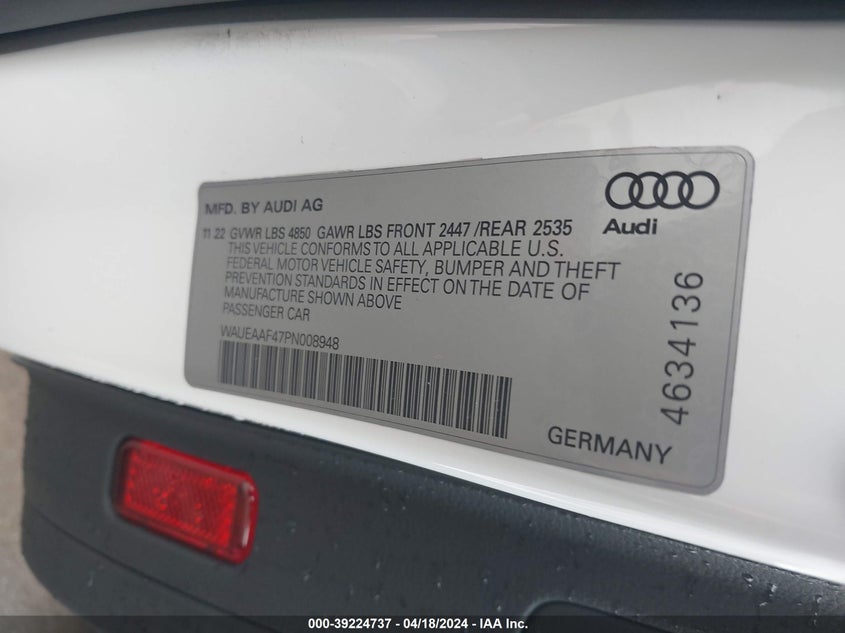 MFD. BY AUDI AG
Audi
11 22 GVWR LBS 4850 GAWR LBS FRONT 2447 /REAR 2535
THIS VEHICLE CONFORMS TO ALL APPLICABLE U.S.
FEDERAL MOTOR VEHICLE SAFETY, BUMPER AND THEFT
PREVENTION STANDARDS IN EFFECT ON THE DATE OF
MANUFACTURE SHOWN ABOVE
PASSENGER CAR
WAUEAAF47PN008948
4634136
GERMANY
000-39224737 - 04/18/2024 - IAA Inc.